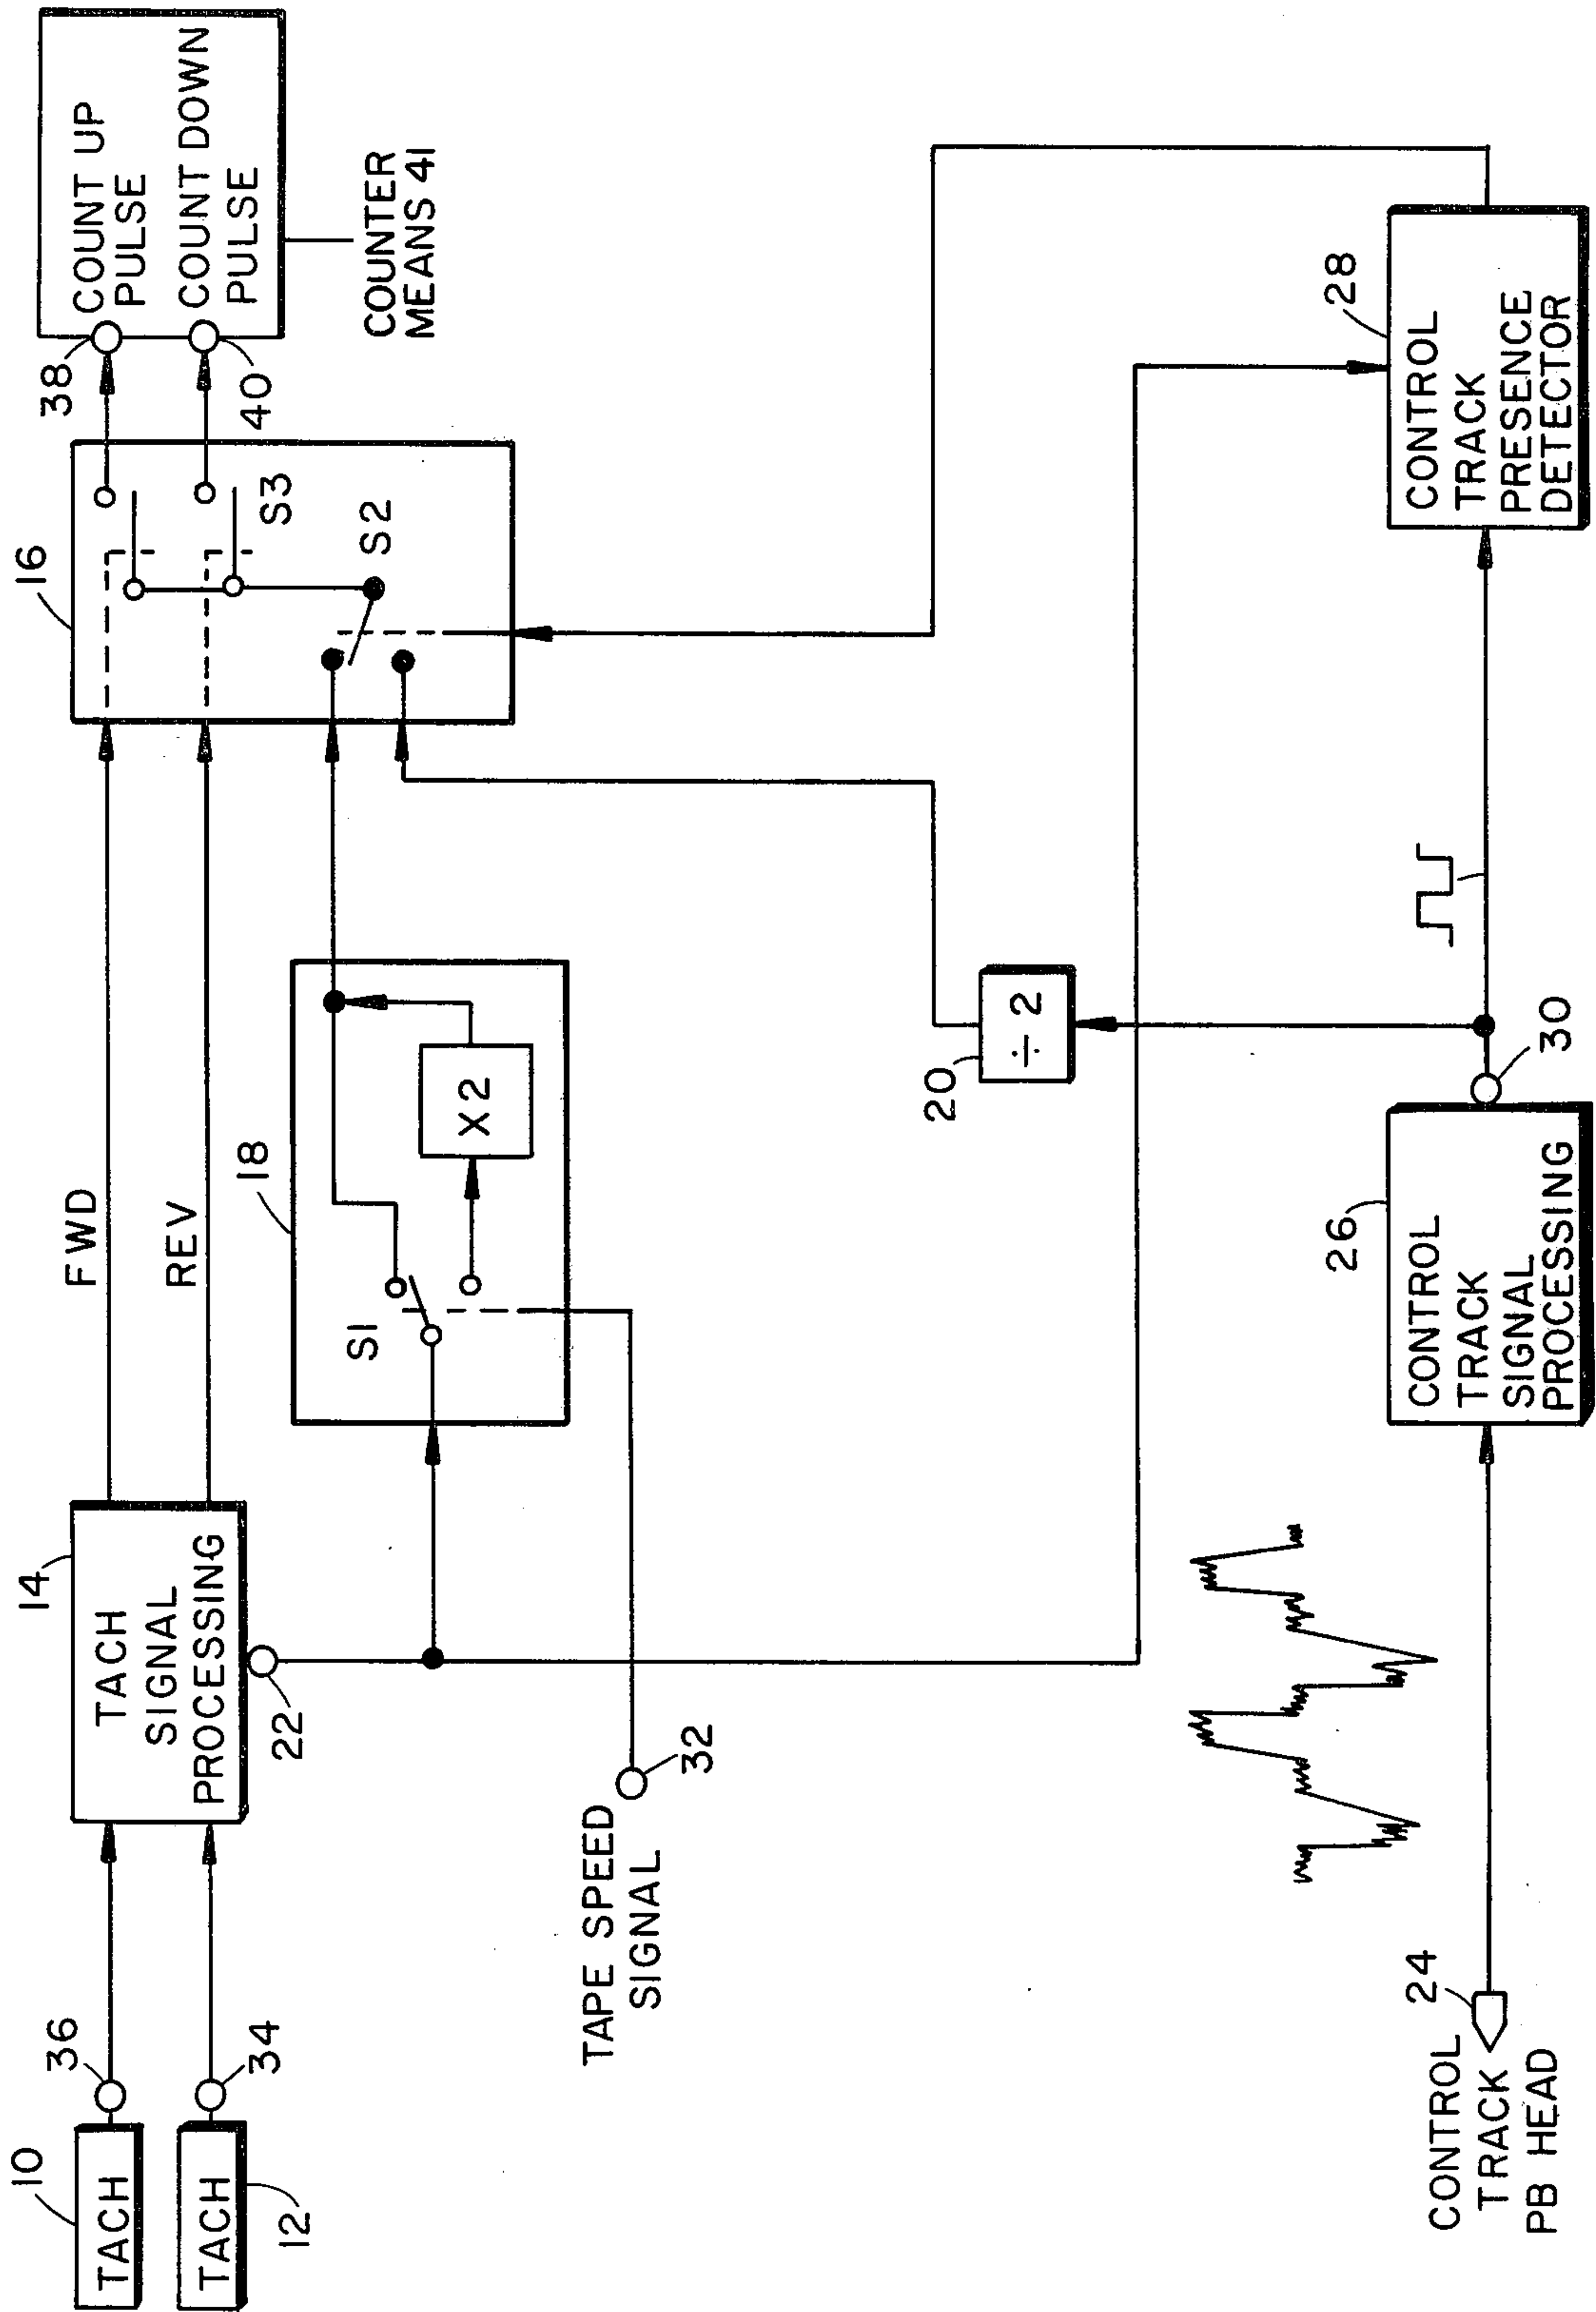 10
TACH
36
TACH
12
34
14
TACH
SIGNAL
PROCESSING
22
FWD
REV
16
S3
S2
38
40
COUNT UP
PULSE
COUNT DOWN
PULSE
COUNTER
MEANS 41
18
S1
X2
TAPE SPEED
SIGNAL
32
20
÷2
CONTROL
TRACK
PB HEAD
24
26
CONTROL
TRACK
SIGNAL
PROCESSING
30
28
CONTROL
TRACK
PRESENCE
DETECTOR